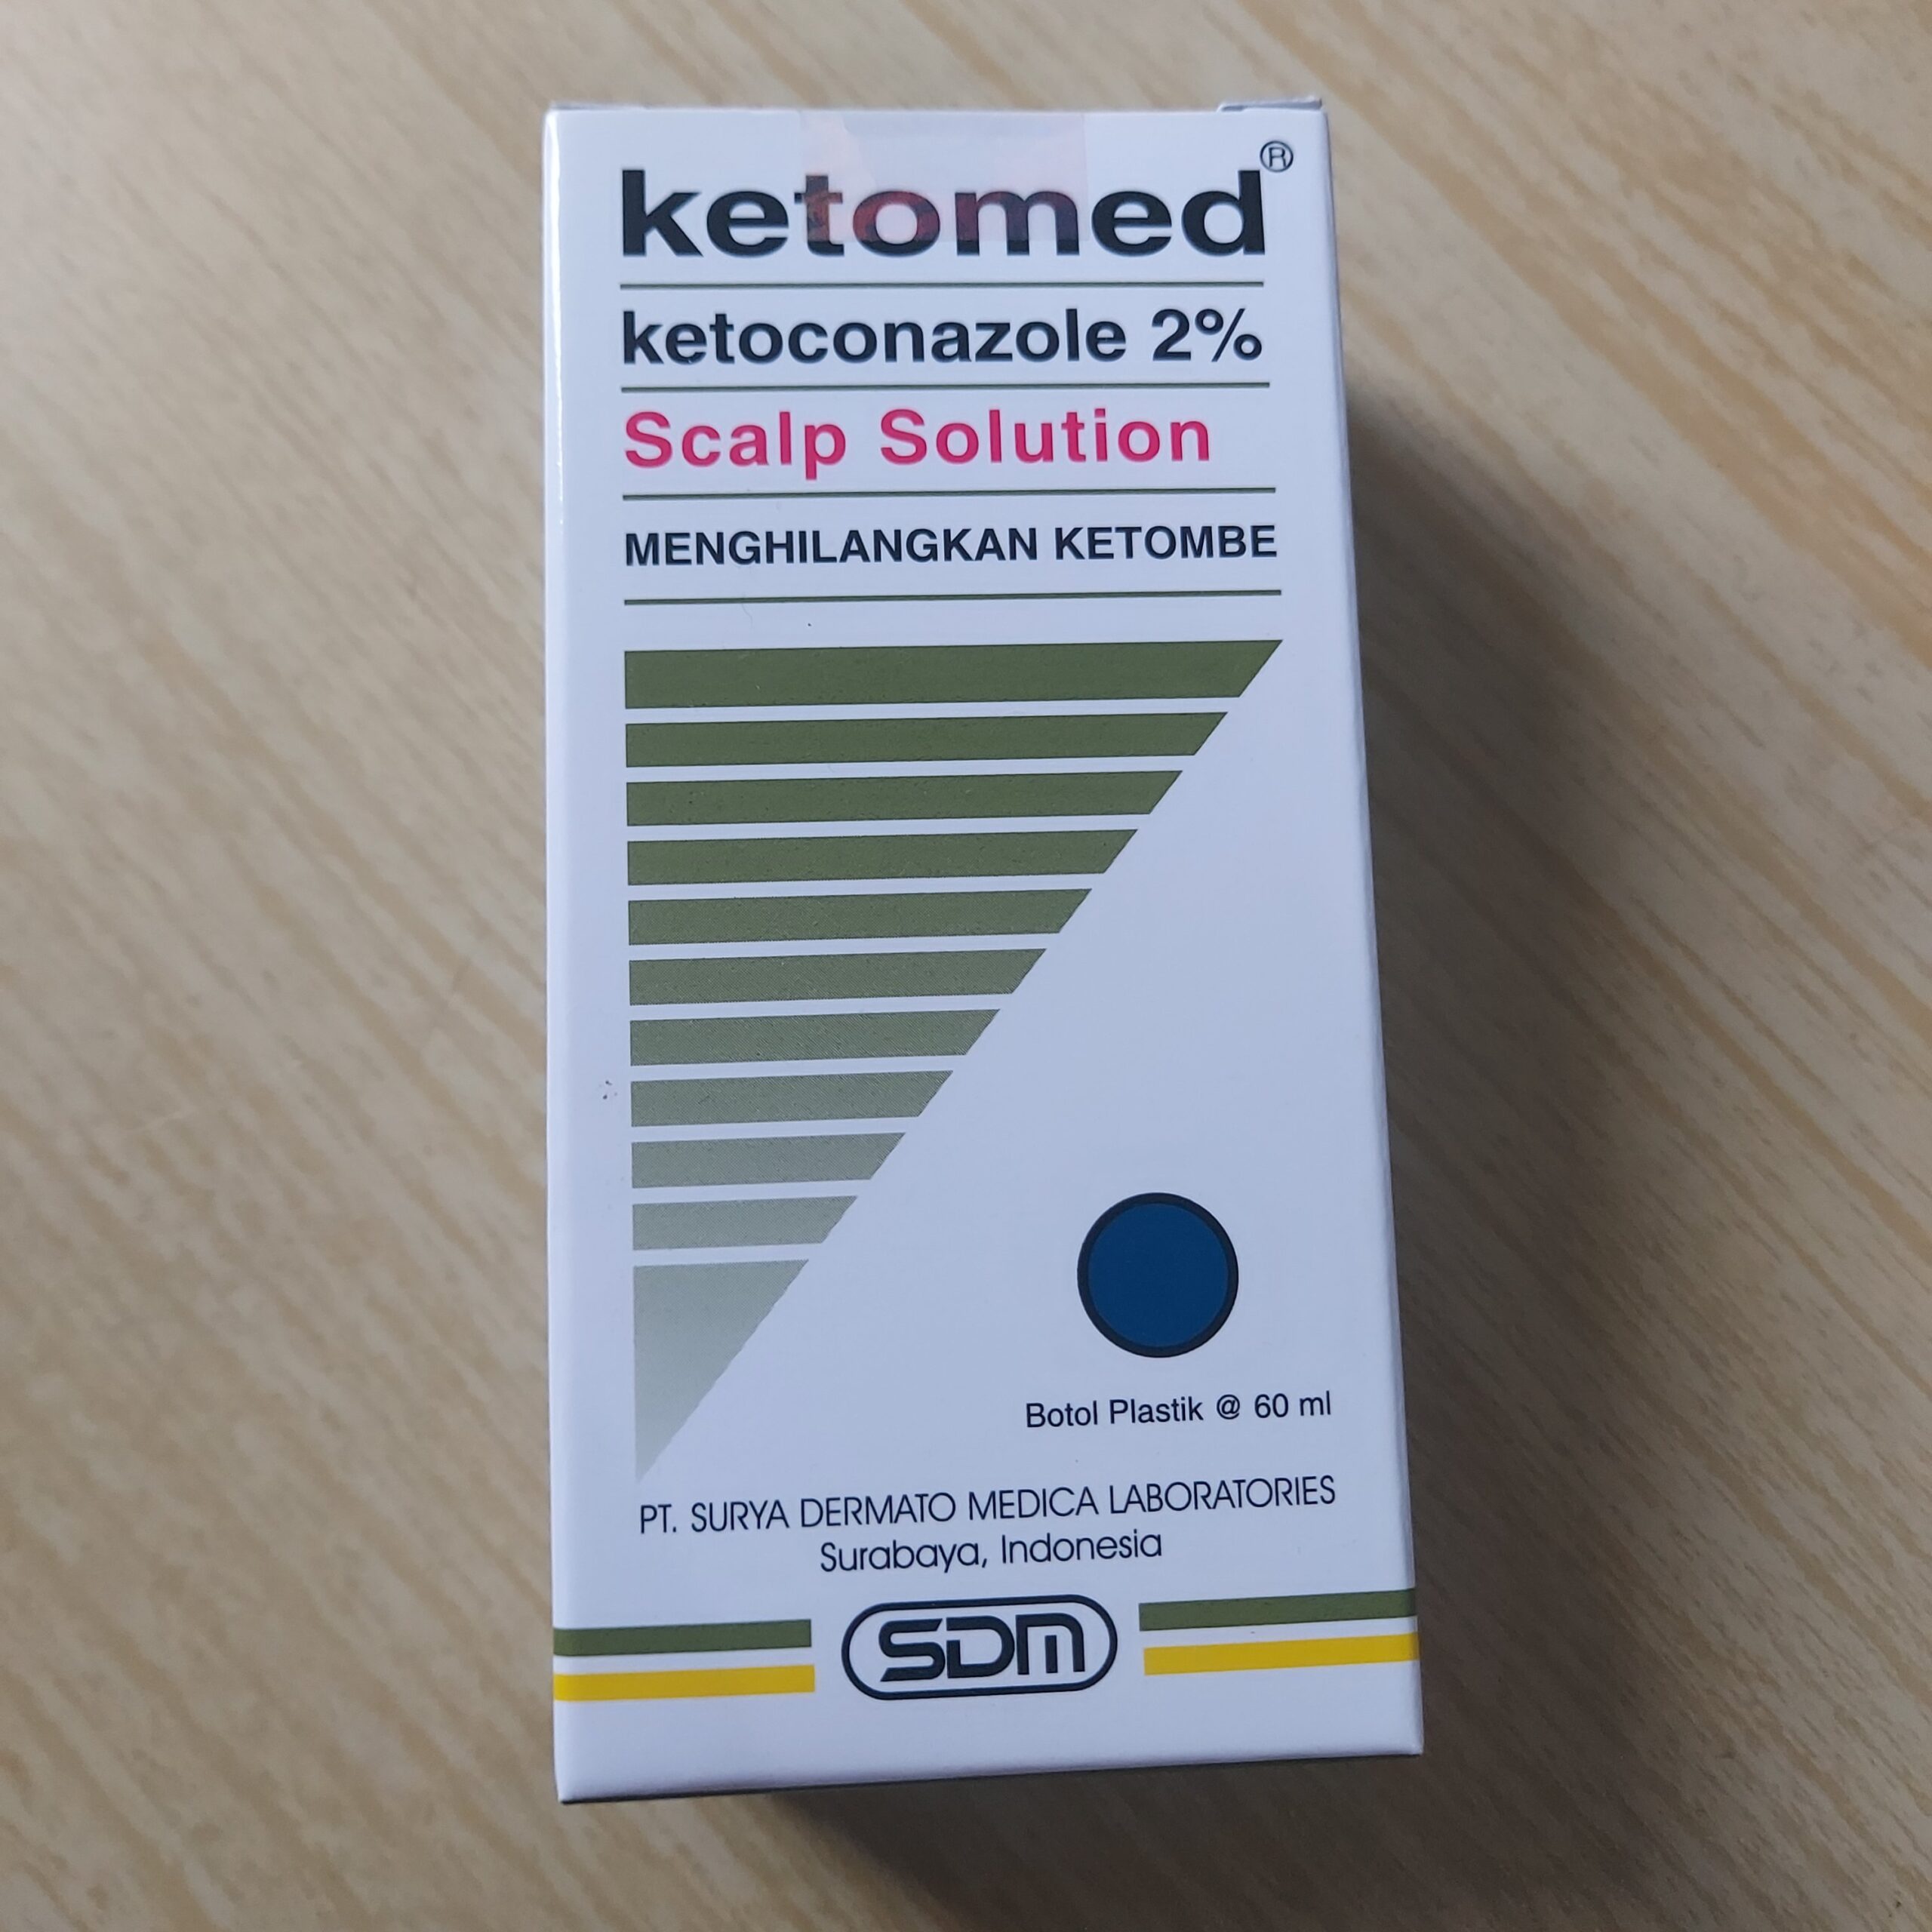 ketomed®
ketoconazole 2%
Scalp Solution
MENGHILANGKAN KETOMBE
Botol Plastik @ 60 ml
PT. SURYA DERMATO MEDICA LABORATORIES
Surabaya, Indonesia
SDM